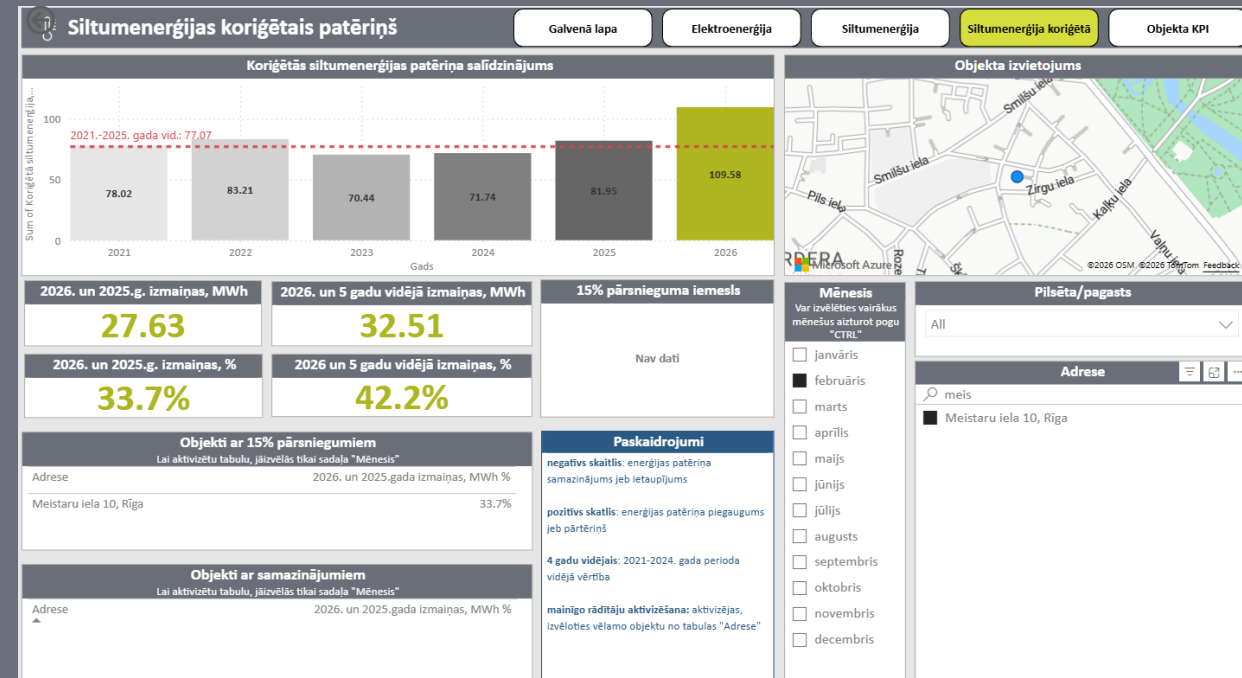 Siltumenerģijas koriģētais patēriņš
Galvenā lapa
Elektroenerģija
Siltumenerģija
Siltumenerģija koriģētā
Objekta KPI
Koriģētās siltumenerģijas patēriņa salīdzinājums
Sum of Koriģētā siltumenerģija,...
100
50
0
2021.-2025. gada vid.: 77.07
78.02
83.21
70.44
71.74
81.95
109.58
2021
2022
2023
2024
2025
2026
Gads
Objekta izvietojums
Smilšu iela
Smilšu iela
Pils iela
Zirgu iela
Kaļķu iela
Vaļņu iela
Roze
Šķ
RDERA
Microsoft Azure
©2026 OSM ©2026 TomTom Feedback
2026. un 2025.g. izmaiņas, MWh
27.63
2026. un 5 gadu vidējā izmaiņas, MWh
32.51
2026. un 2025.g. izmaiņas, %
33.7%
2026 un 5 gadu vidējā izmaiņas, %
42.2%
15% pārsnieguma iemesls
Nav dati
Objekti ar 15% pārsniegumiem
Lai aktivizētu tabulu, jāizvēlās tikai sadaļa "Mēnesis"
Adrese 2026. un 2025.gada izmaiņas, MWh %
Meistaru iela 10, Rīga 33.7%
Objekti ar samazinājumiem
Lai aktivizētu tabulu, jāizvēlās tikai sadaļa "Mēnesis"
Adrese 2026. un 2025.gada izmaiņas, MWh %
Paskaidrojumi
negatīvs skaitlis: enerģijas patēriņa
samazinājums jeb ietaupījums
pozitīvs skatlis: enerģijas patēriņa piegaugums
jeb pārtēriņš
4 gadu vidējais: 2021-2024. gada perioda
vidējā vērtība
mainīgo rādītāju aktivizēšana: aktivizējas,
izvēloties vēlamo objektu no tabulas "Adrese"
Mēnesis
Var izvēlēties vairākus
mēnešus aizturot pogu
"CTRL"
janvāris
februāris
marts
aprīlis
maijs
jūnijs
jūlijs
augusts
septembris
oktobris
novembris
decembris
Pilsēta/pagasts
All
Adrese
meis
Meistaru iela 10, Rīga